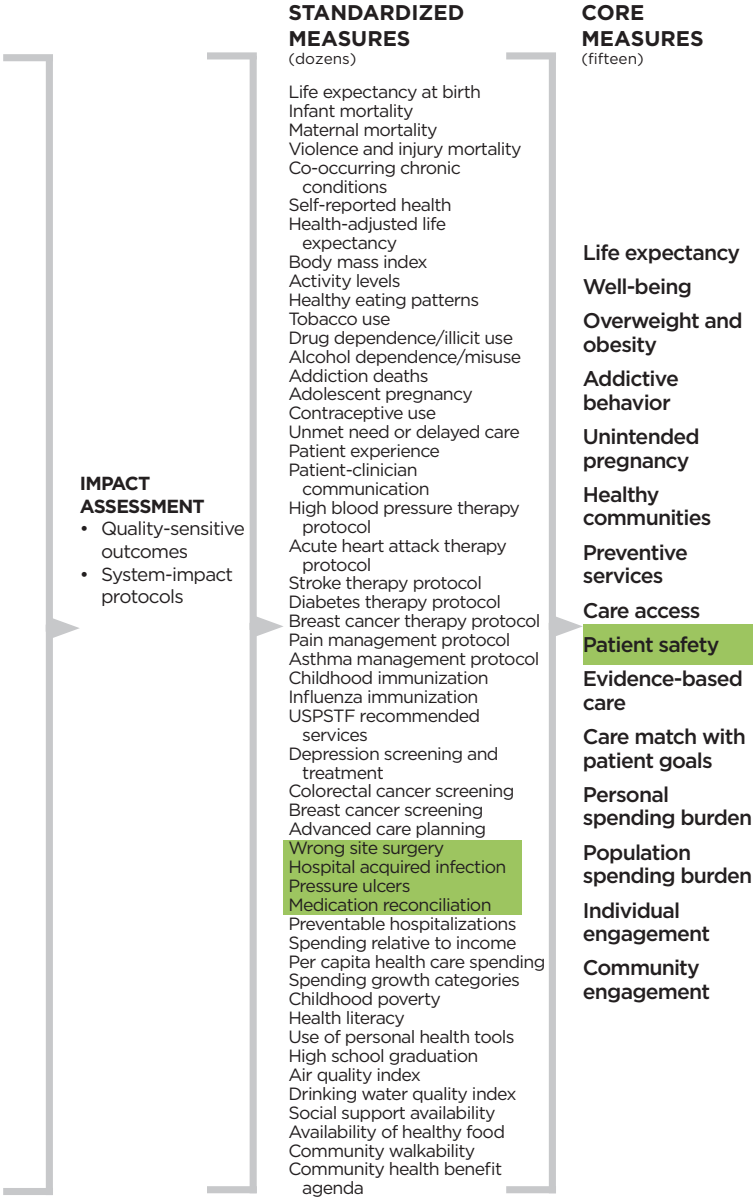 STANDARDIZED
MEASURES
(dozens)
CORE
MEASURES
(fifteen)
IMPACT
ASSESSMENT
• Quality-sensitive
outcomes
• System-impact
protocols
Life expectancy at birth
Infant mortality
Maternal mortality
Violence and injury mortality
Co-occurring chronic
conditions
Self-reported health
Health-adjusted life
expectancy
Body mass index
Activity levels
Healthy eating patterns
Tobacco use
Drug dependence/illicit use
Alcohol dependence/misuse
Addiction deaths
Adolescent pregnancy
Contraceptive use
Unmet need or delayed care
Patient experience
Patient-clinician
communication
High blood pressure therapy
protocol
Acute heart attack therapy
protocol
Stroke therapy protocol
Diabetes therapy protocol
Breast cancer therapy protocol
Pain management protocol
Asthma management protocol
Childhood immunization
Influenza immunization
USPSTF recommended
services
Depression screening and
treatment
Colorectal cancer screening
Breast cancer screening
Advanced care planning
Wrong site surgery
Hospital acquired infection
Pressure ulcers
Medication reconciliation
Preventable hospitalizations
Spending relative to income
Per capita health care spending
Spending growth categories
Childhood poverty
Health literacy
Use of personal health tools
High school graduation
Air quality index
Drinking water quality index
Social support availability
Availability of healthy food
Community walkability
Community health benefit
agenda
Life expectancy
Well-being
Overweight and
obesity
Addictive
behavior
Unintended
pregnancy
Healthy
communities
Preventive
services
Care access
Patient safety
Evidence-based
care
Care match with
patient goals
Personal
spending burden
Population
spending burden
Individual
engagement
Community
engagement